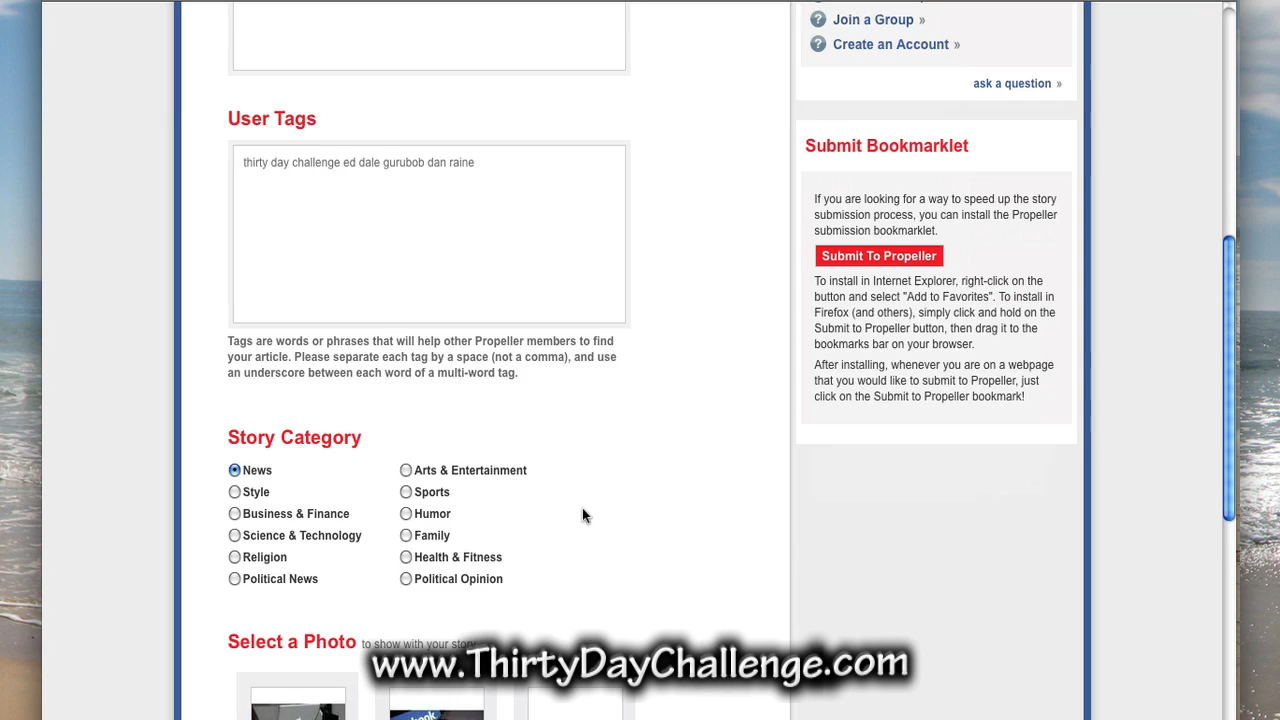 Join a Group »
Create an Account »
ask a question »
User Tags
thirty day challenge ed dale gurubob dan raine
Tags are words or phrases that will help other Propeller members to find
your article. Please separate each tag by a space (not a comma), and use
an underscore between each word of a multi-word tag.
Story Category
News
Arts & Entertainment
Style
Sports
Business & Finance
Humor
Science & Technology
Family
Religion
Health & Fitness
Political News
Political Opinion
Select a Photo to show with your story
www.ThirtyDayChallenge.com
Submit Bookmarklet
If you are looking for a way to speed up the story
submission process, you can install the Propeller
submission bookmarklet.
Submit To Propeller
To install in Internet Explorer, right-click on the
button and select "Add to Favorites". To install in
Firefox (and others), simply click and hold on the
Submit to Propeller button, then drag it to the
bookmarks bar on your browser.
After installing, whenever you are on a webpage
that you would like to submit to Propeller, just
click on the Submit to Propeller bookmark!